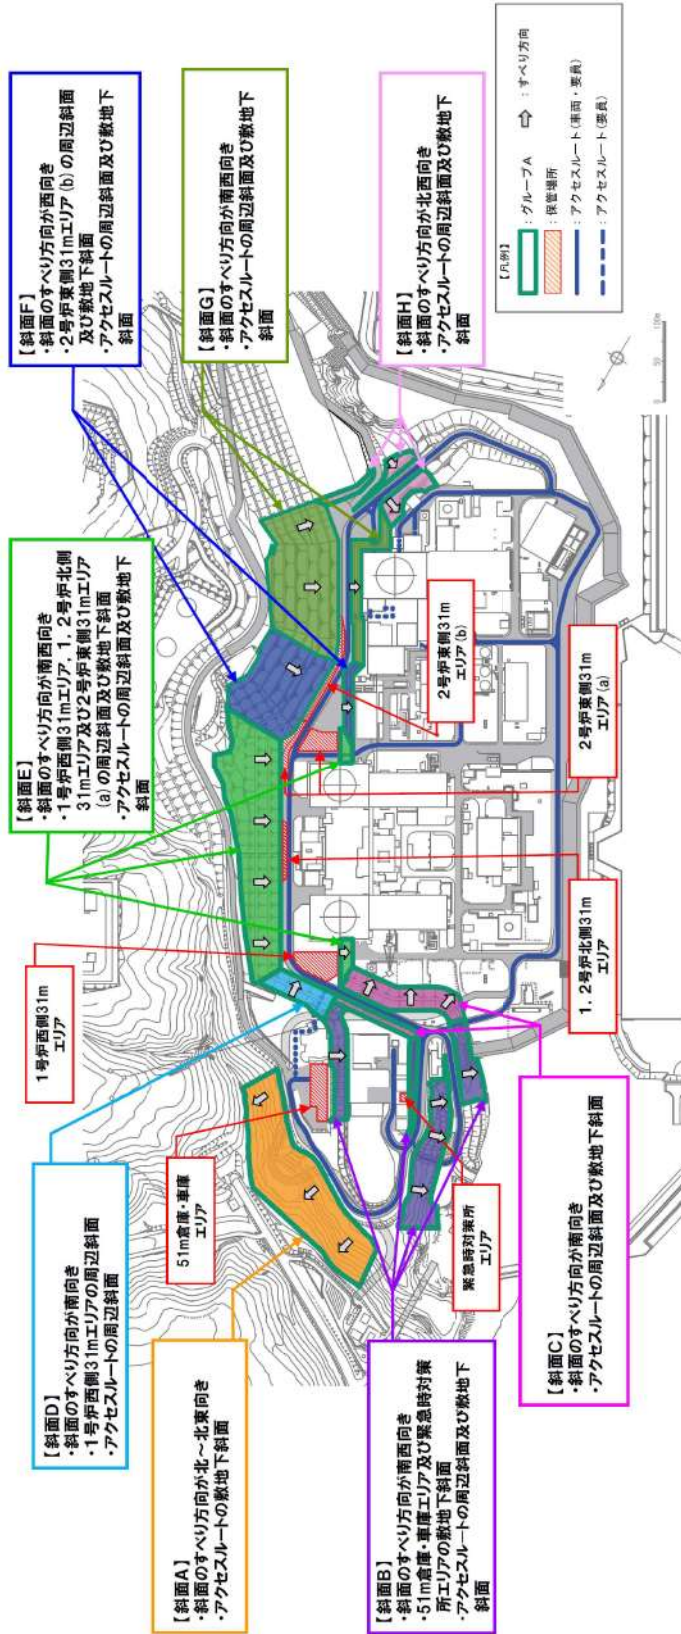 【斜面D】
・斜面のすべり方向が南向き
・1号炉西側31mエリアの周辺斜面
・アクセスルートの周辺斜面
1号炉西側31m
エリア
【斜面E】
・斜面のすべり方向が南西向き
・1号炉西側31mエリア、1、2号炉北側
31mエリア及び2号炉東側31mエリア
(a)の周辺斜面及び敷地下斜面
・アクセスルートの周辺斜面及び敷地下
斜面
【斜面F】
・斜面のすべり方向が西向き
・2号炉東側31mエリア(b)の周辺斜面
及び敷地下斜面
・アクセスルートの周辺斜面及び敷地下
斜面
【斜面A】
・斜面のすべり方向が北~北東向き
・アクセスルートの敷地下斜面
51m倉庫・車庫
エリア
【斜面G】
・斜面のすべり方向が南西向き
・アクセスルートの周辺斜面及び敷地下
斜面
【斜面B】
・斜面のすべり方向が南西向き
・51m倉庫・車庫エリア及び緊急時対策
所エリアの敷地下斜面
・アクセスルートの周辺斜面及び敷地下
斜面
緊急時対策所
エリア
【斜面C】
・斜面のすべり方向が南向き
・アクセスルートの周辺斜面及び敷地下斜面
1、2号炉北側31m
エリア
2号炉東側31m
エリア(a)
2号炉東側31m
エリア(b)
【斜面H】
・斜面のすべり方向が北西向き
・アクセスルートの周辺斜面及び敷地下
斜面
【凡例】
:グループA
:すべり方向
:保管場所
:アクセスルート(車両・要員)
:アクセスルート(要員)
0 50 100m